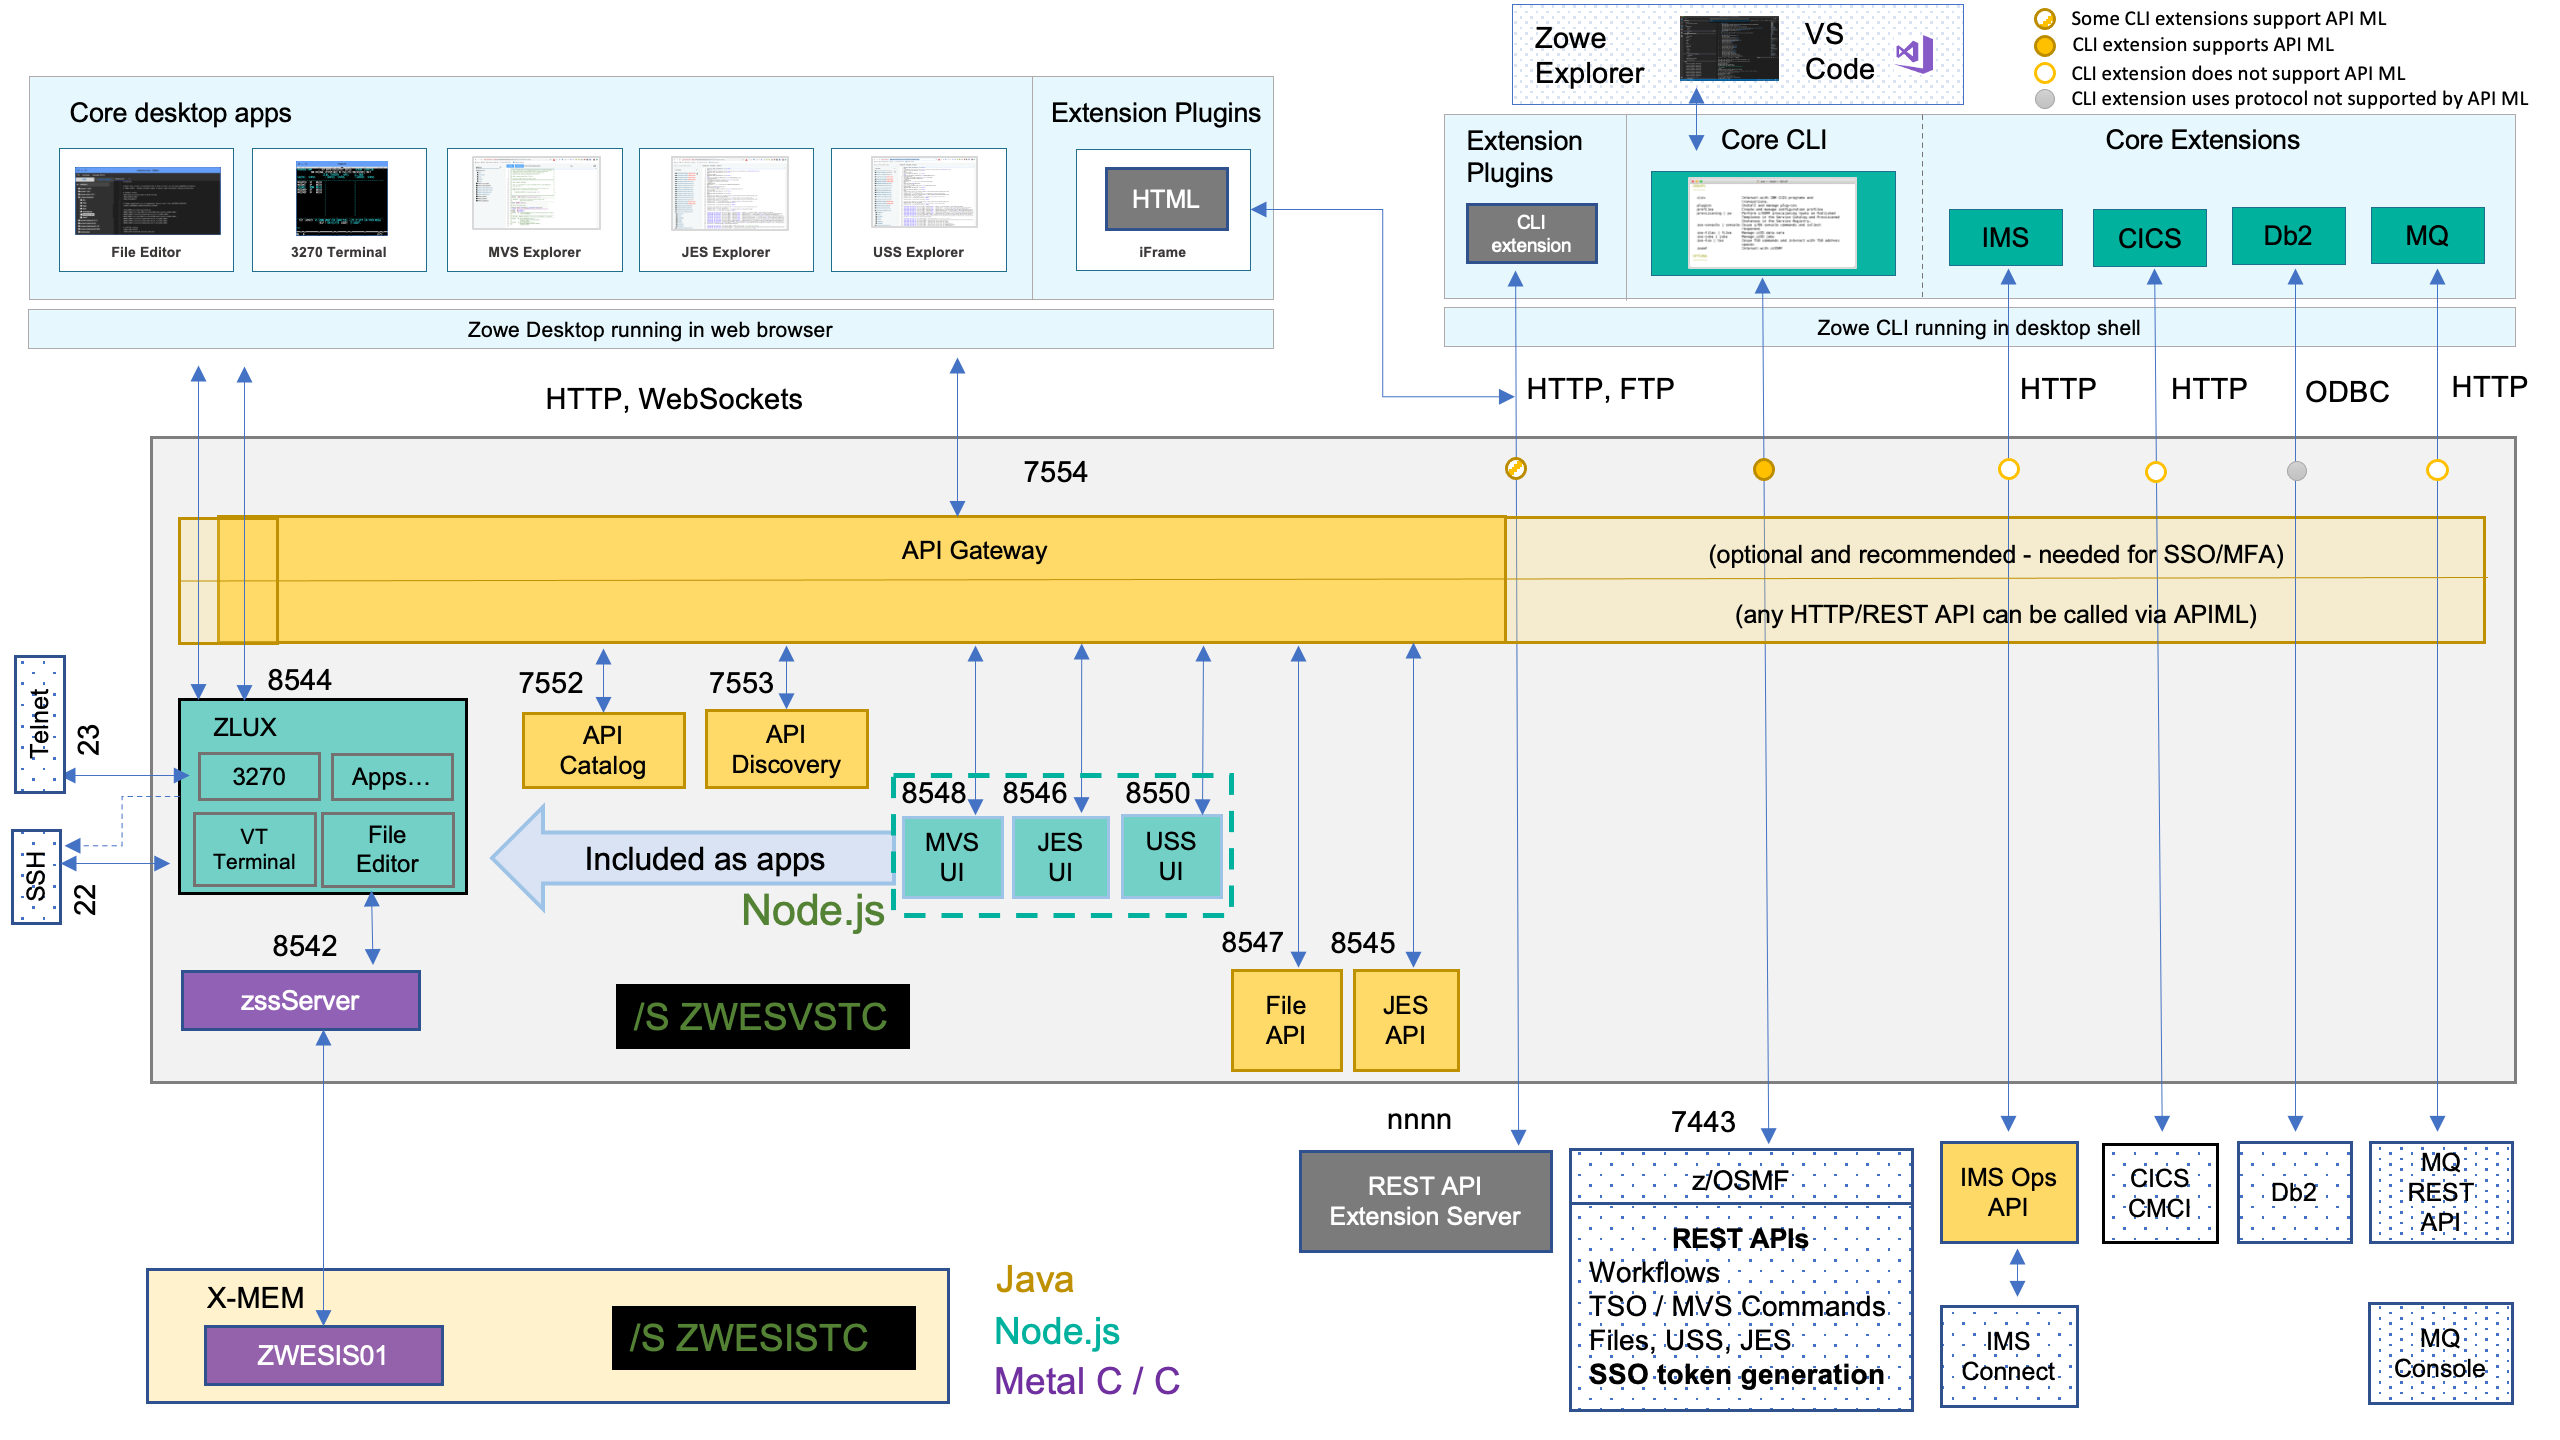 Zowe
Explorer
VS
Code
Some CLI extensions support API ML
CLI extension supports API ML
CLI extension does not support API ML
CLI extension uses protocol not supported by API ML
Core desktop apps
Extension Plugins
File Editor
3270 Terminal
MVS Explorer
JES Explorer
USS Explorer
HTML
iFrame
Zowe Desktop running in web browser
Extension
Plugins
CLI
extension
Core CLI
Core Extensions
IMS
CICS
Db2
MQ
Zowe CLI running in desktop shell
HTTP, WebSockets
HTTP, FTP
HTTP
HTTP
ODBC
HTTP
7554
API Gateway
(optional and recommended - needed for SSO/MFA)
(any HTTP/REST API can be called via APIML)
Telnet
23
SSH
22
8544
ZLUX
3270
Apps...
VT
Terminal
File
Editor
7552
API
Catalog
7553
API
Discovery
8548
8546
8550
MVS
UI
JES
UI
USS
UI
Included as apps
Node.js
8542
zssServer
/S ZWESVSTC
8547
8545
File
API
JES
API
nnnn
REST API
Extension Server
7443
z/OSMF
REST APIs
Workflows
TSO / MVS Commands
Files, USS, JES
SSO token generation
IMS Ops
API
IMS
Connect
CICS
CMCI
Db2
MQ
REST
API
MQ
Console
X-MEM
ZWESIS01
/S ZWESISTC
Java
Node.js
Metal C / C